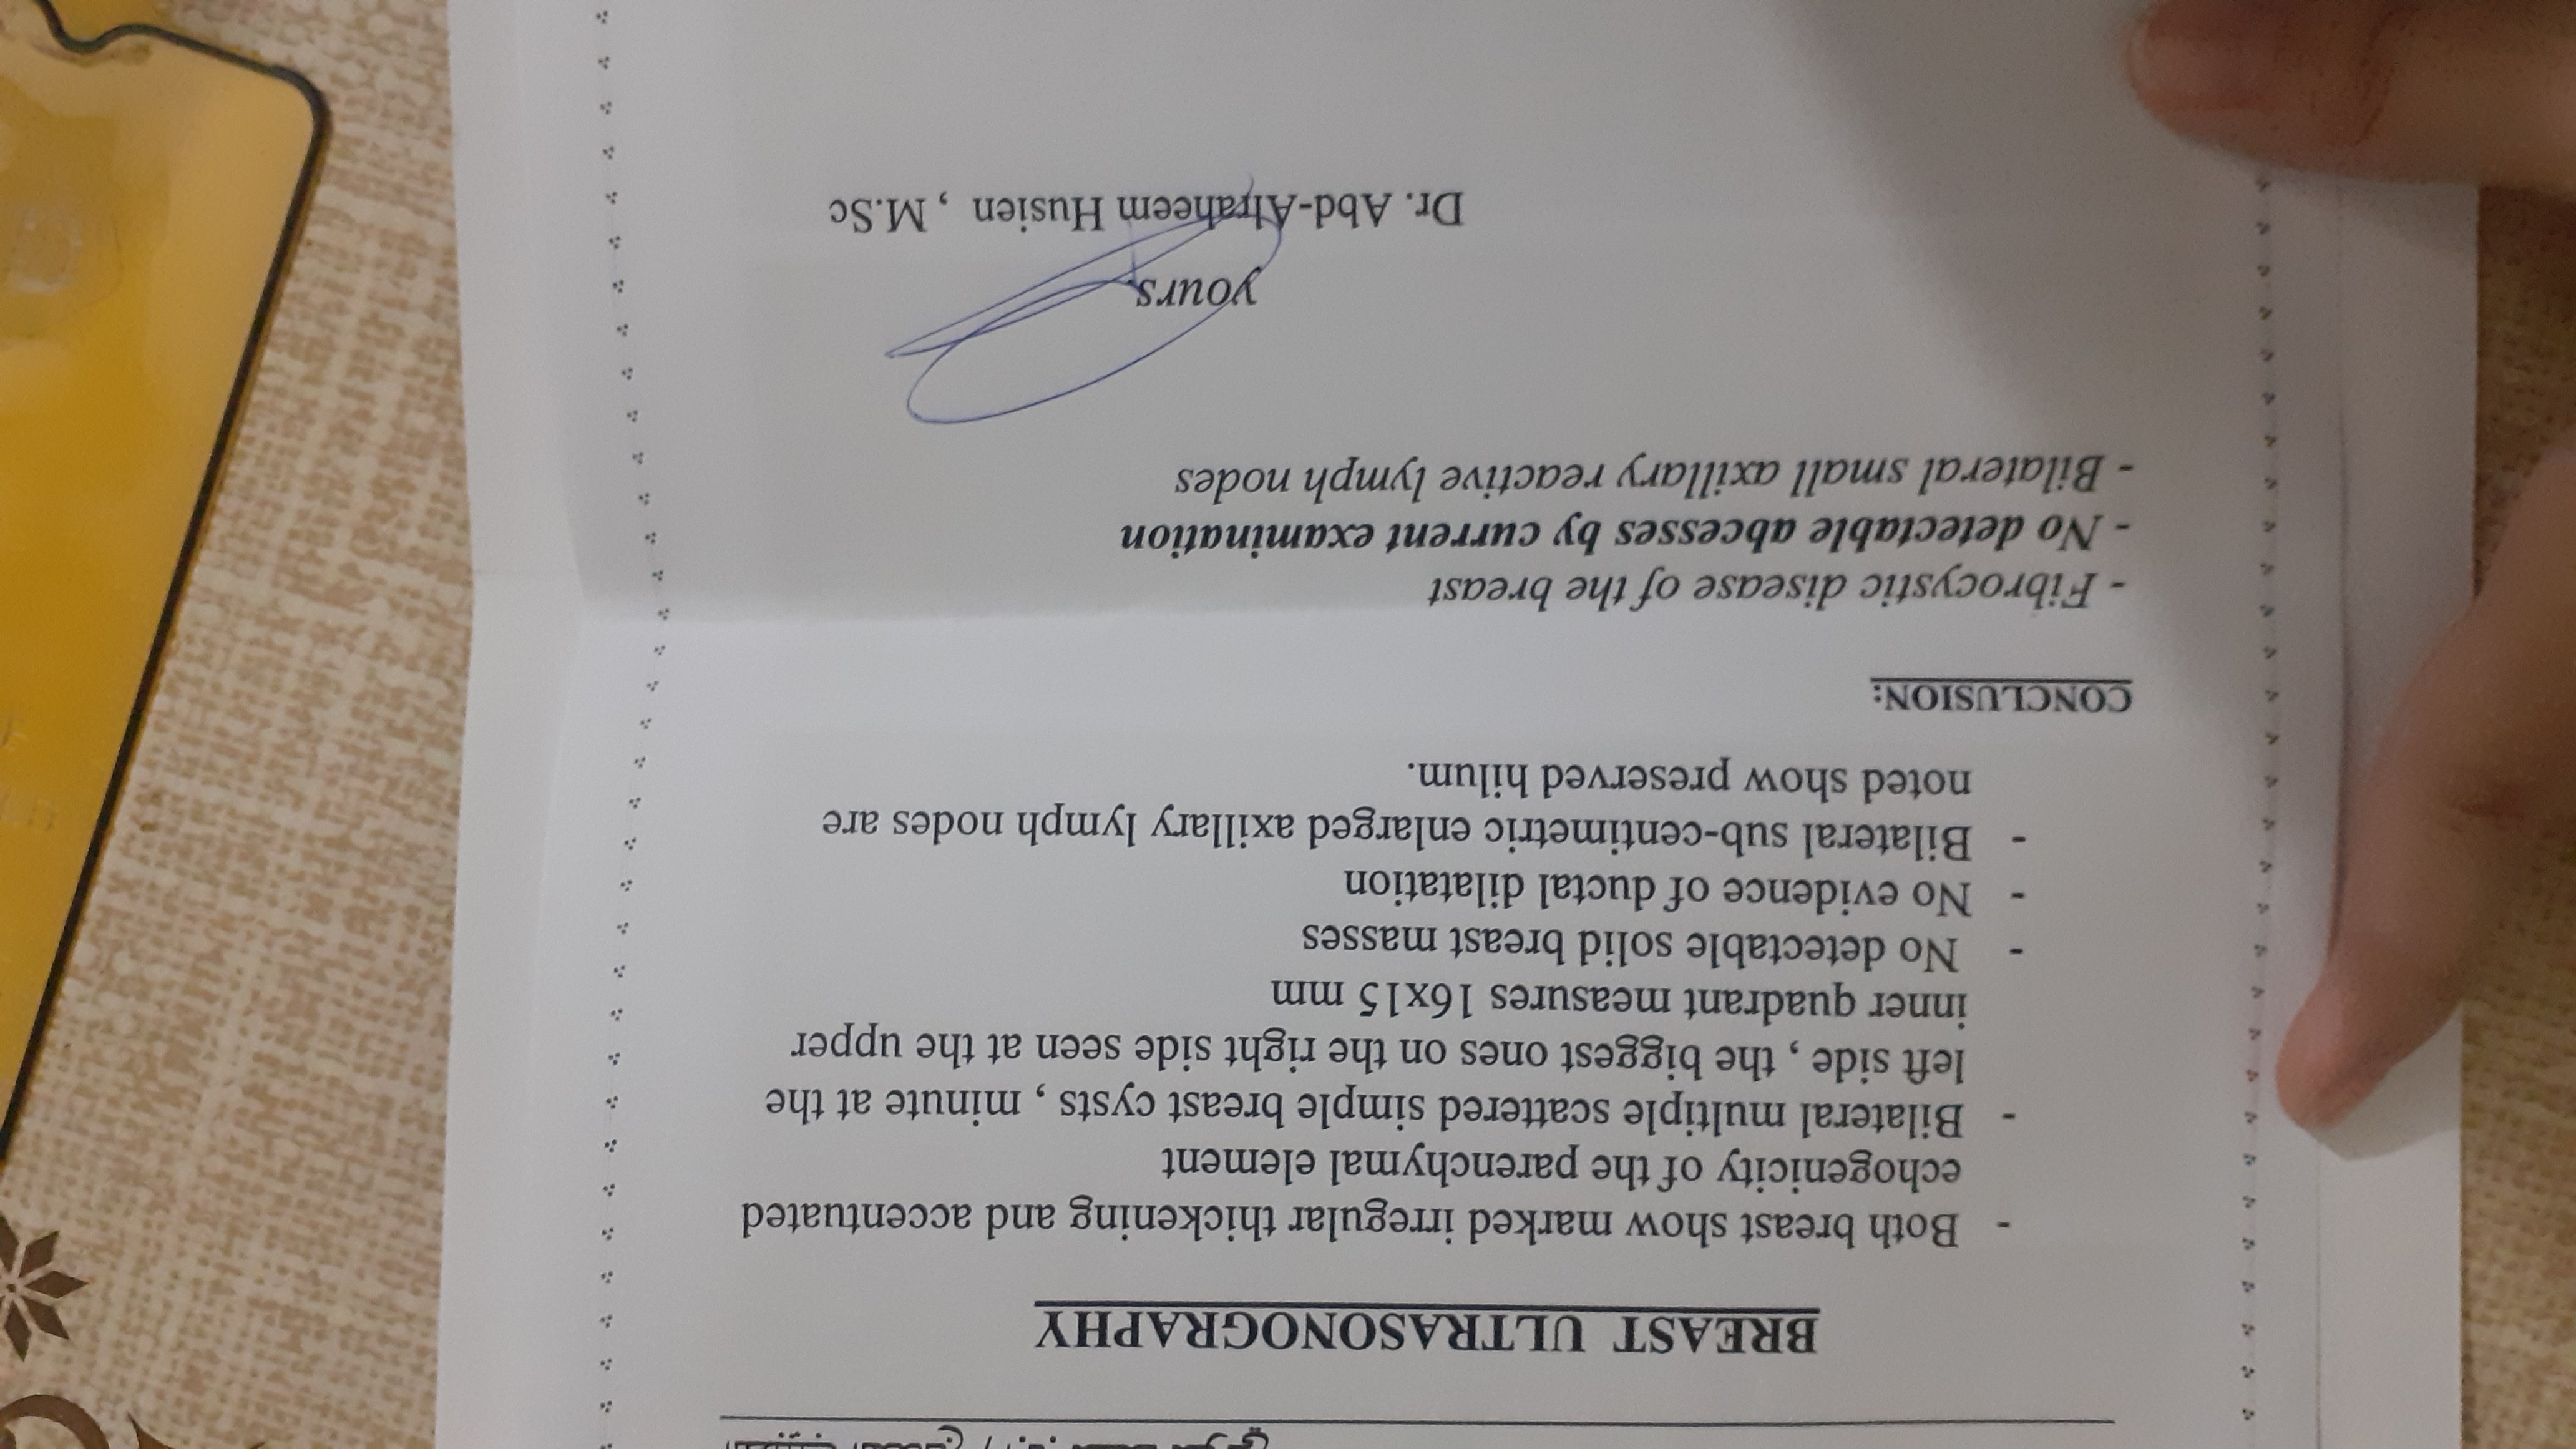 BREAST ULTRASONOGRAPHY
- Both breast show marked irregular thickening and accentuated
echogenicity of the parenchymal element
- Bilateral multiple scattered simple breast cysts , minute at the
left side , the biggest ones on the right side seen at the upper
inner quadrant measures 16x15 mm
- No detectable solid breast masses
- No evidence of ductal dilatation
- Bilateral sub-centimetric enlarged axillary lymph nodes are
noted show preserved hilum.
CONCLUSION:
- Fibrocystic disease of the breast
- No detectable abcesses by current examination
- Bilateral small axillary reactive lymph nodes
yours,
Dr. Abd-Alraheem Husien , M.Sc